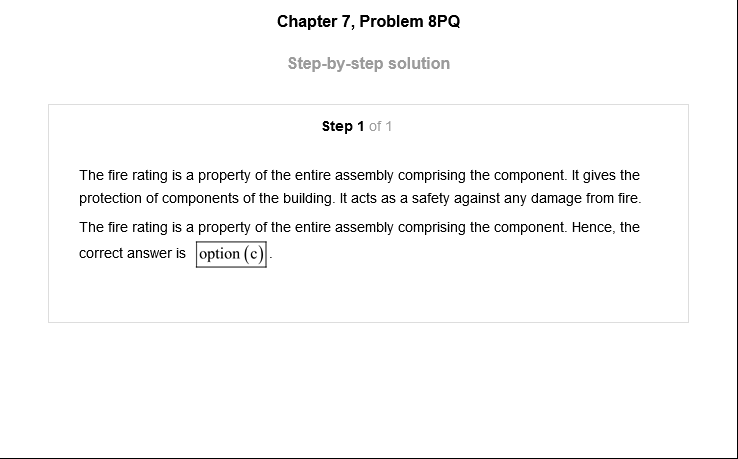 Chapter 7, Problem 8PQ
Step-by-step solution
Step 1 of 1
The fire rating is a property of the entire assembly comprising the component. It gives the
protection of components of the building. It acts as a safety against any damage from fire.
The fire rating is a property of the entire assembly comprising the component. Hence, the
correct answer is option (c).